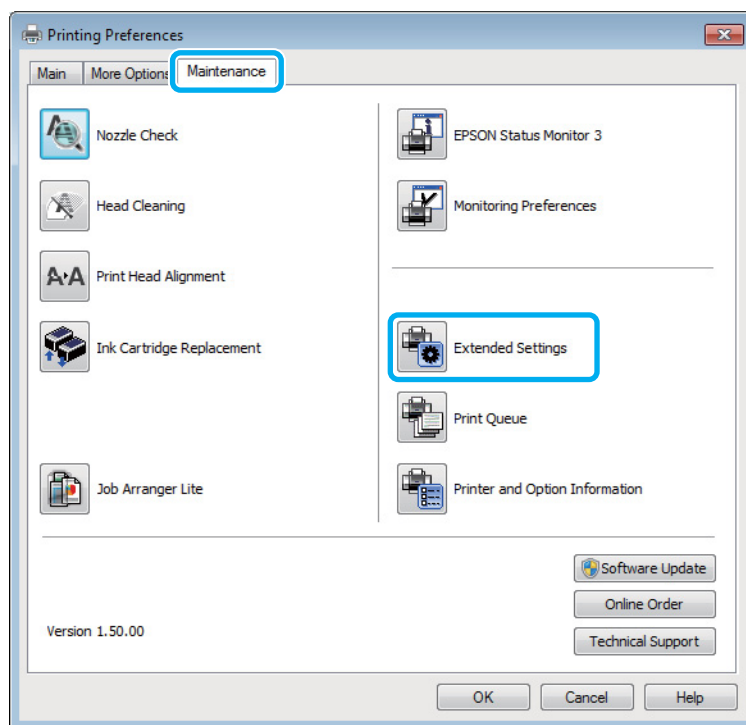 Printing Preferences
Main
More Options
Maintenance
Nozzle Check
Head Cleaning
Print Head Alignment
Ink Cartridge Replacement
Job Arranger Lite
EPSON Status Monitor 3
Monitoring Preferences
Extended Settings
Print Queue
Printer and Option Information
Software Update
Online Order
Technical Support
Version 1.50.00
OK
Cancel
Help